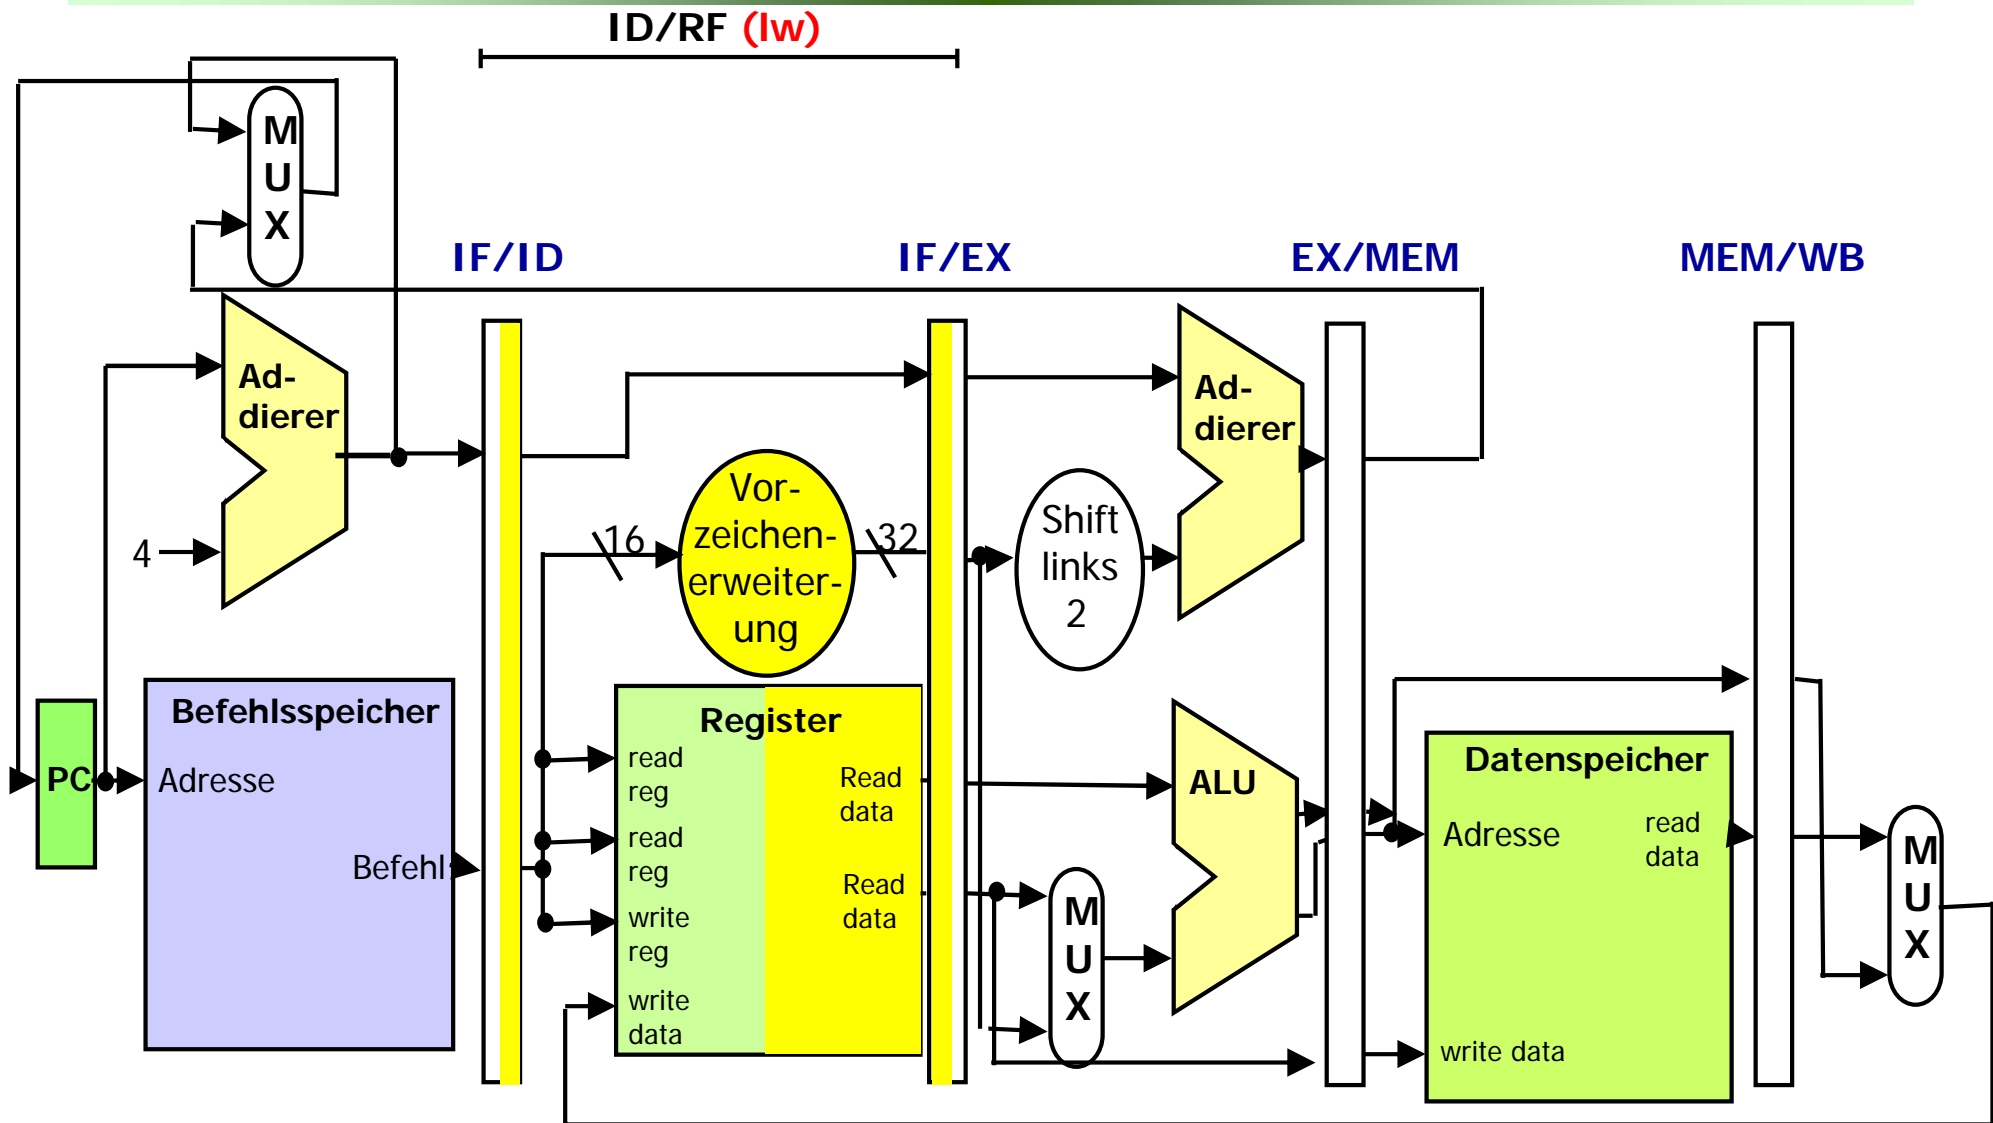 ID/RF (lw)
M
U
X
IF/ID
IF/EX
EX/MEM
MEM/WB
Ad-
dierer
4
16
Vor-
zeichen-
erweiter-
ung
32
Shift
links
2
Ad-
dierer
PC
Befehlsspeicher
Adresse
Befehl
Register
read
reg
read
reg
write
reg
write
data
Read
data
Read
data
M
U
X
ALU
Datenspeicher
Adresse
read
data
write data
M
U
X